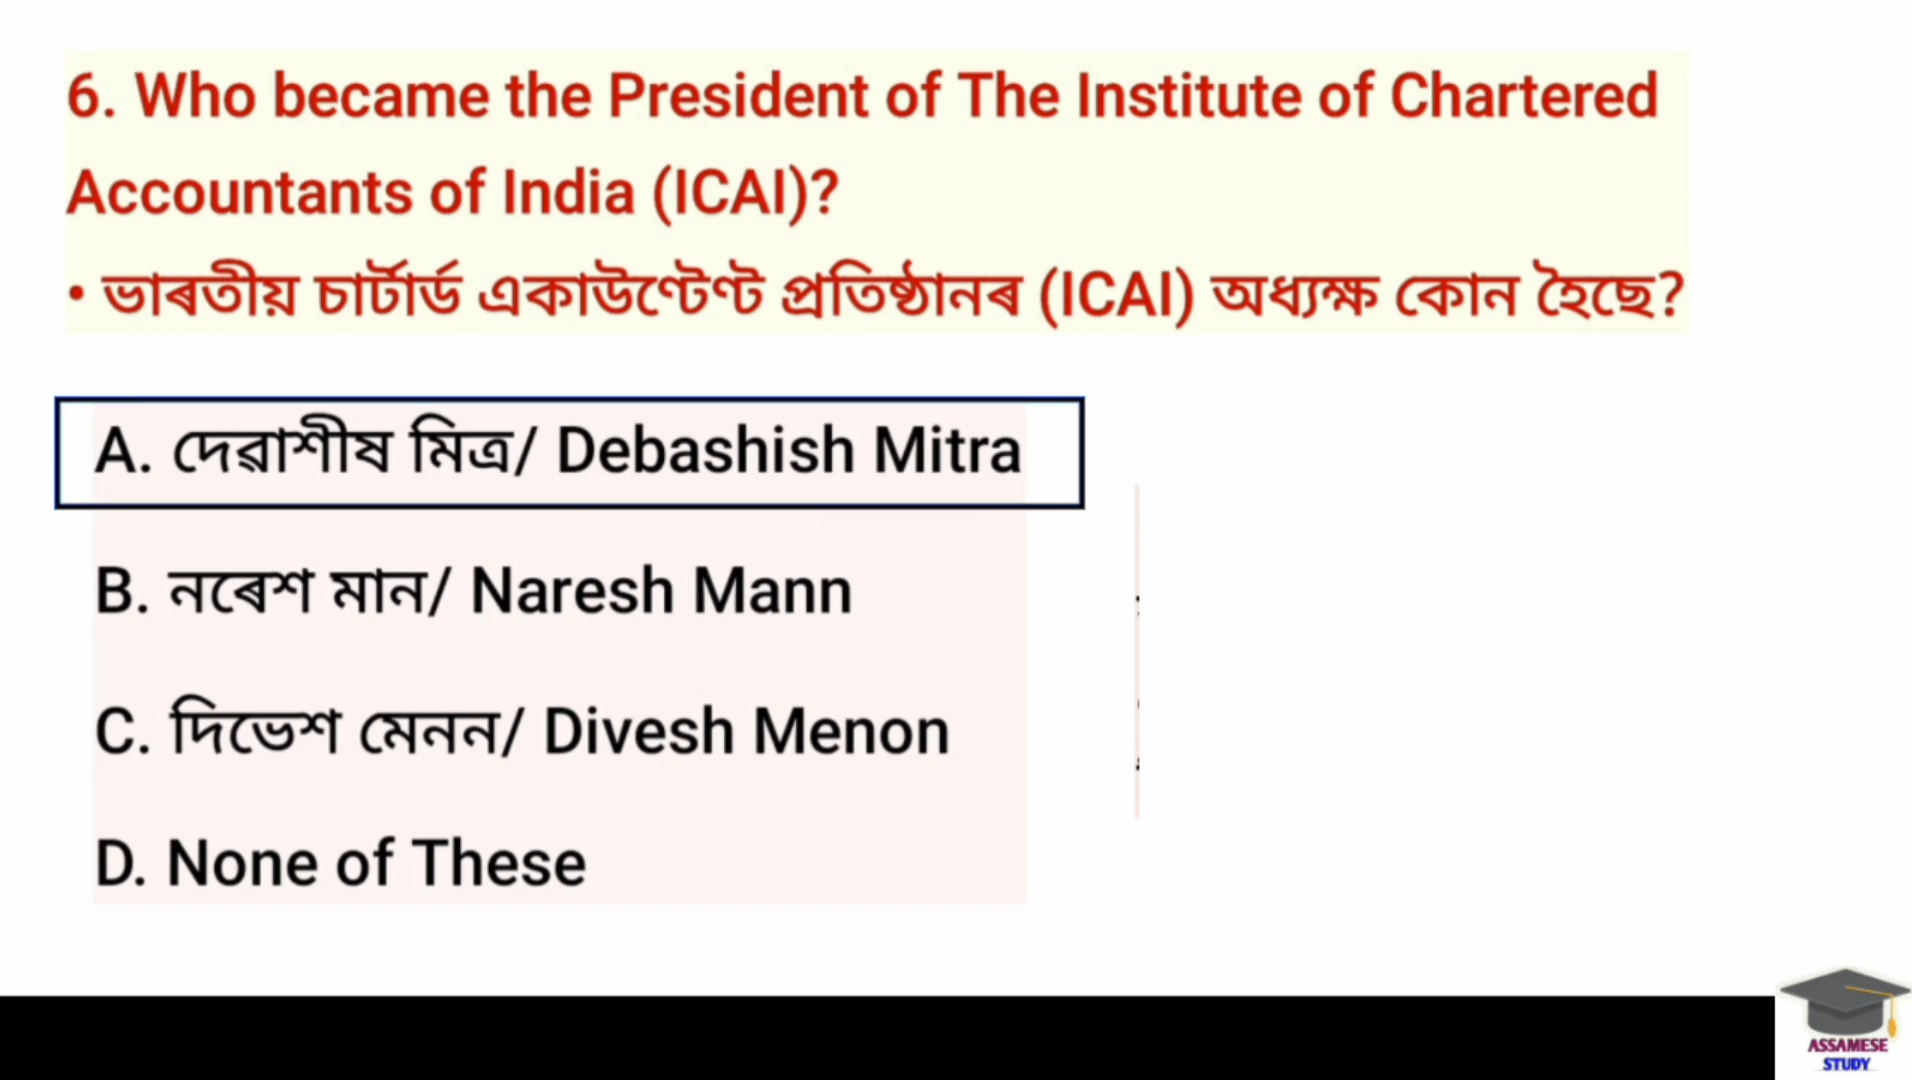 6. Who became the President of The Institute of Chartered
Accountants of India (ICAI)?
• ভাৰতীয় চাৰ্টাৰ্ড একাউণ্টেণ্ট প্ৰতিষ্ঠানৰ (ICAI) অধ্যক্ষ কোন হৈছে?
A. দেৱাশীষ মিত্ৰ/ Debashish Mitra
B. নৰেশ মান/ Naresh Mann
C. দিভেশ মেনন/ Divesh Menon
D. None of These
ASSAMESE
STUDY